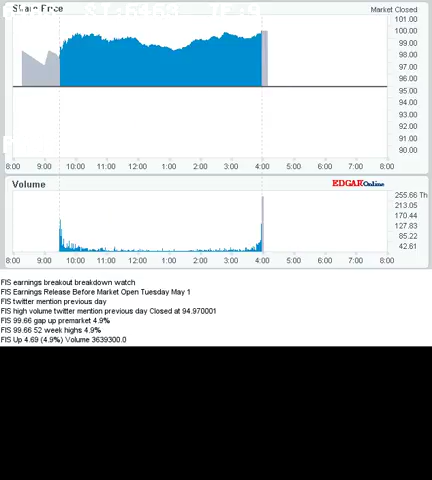 Share Price
Market Closed
101.00
100.00
99.00
98.00
97.00
96.00
95.00
94.00
93.00
92.00
91.00
90.00
8:00 9:00 10:00 11:00 12:00 1:00 2:00 3:00 4:00 5:00 6:00 7:00 8:00
Volume
EDGAROnline
255.66 Th
213.05
170.44
127.83
85.22
42.61
8:00 9:00 10:00 11:00 12:00 1:00 2:00 3:00 4:00 5:00 6:00 7:00 8:00
FIS earnings breakout breakdown watch
FIS Earnings Release Before Market Open Tuesday May 1
FIS twitter mention previous day
FIS high volume twitter mention previous day Closed at 94.970001
FIS 99.66 gap up premarket 4.9%
FIS 99.66 52 week highs 4.9%
FIS Up 4.69 (4.9%) Volume 3639300.0